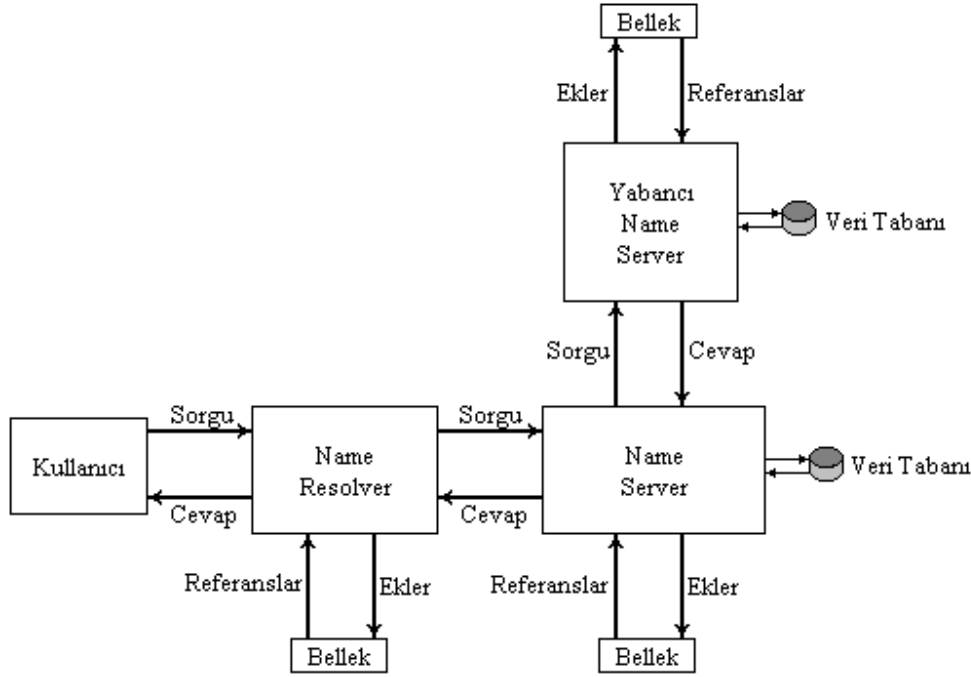 Bellek
Ekler
Referanslar
Yabancı
Name
Server
Veri Tabanı
Sorgu
Cevap
Sorgu
Sorgu
Kullanıcı
Name
Resolver
Name
Server
Veri Tabanı
Cevap
Cevap
Referanslar
Ekler
Referanslar
Ekler
Bellek
Bellek